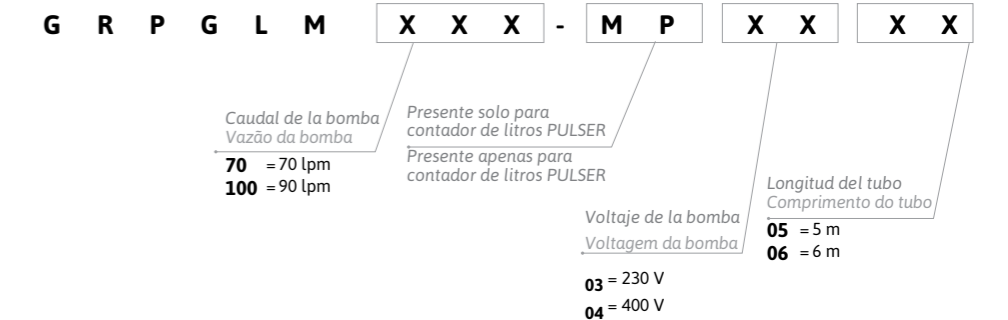 G R P G L M X X X - M P X X X X
Caudal de la bomba
Vazão da bomba
70 = 70 lpm
100 = 90 lpm
Presente solo para
contador de litros PULSER
Presente apenas para
contador de litros PULSER
Voltaje de la bomba
Voltagem da bomba
03 = 230 V
04 = 400 V
Longitud del tubo
Comprimento do tubo
05 = 5 m
06 = 6 m